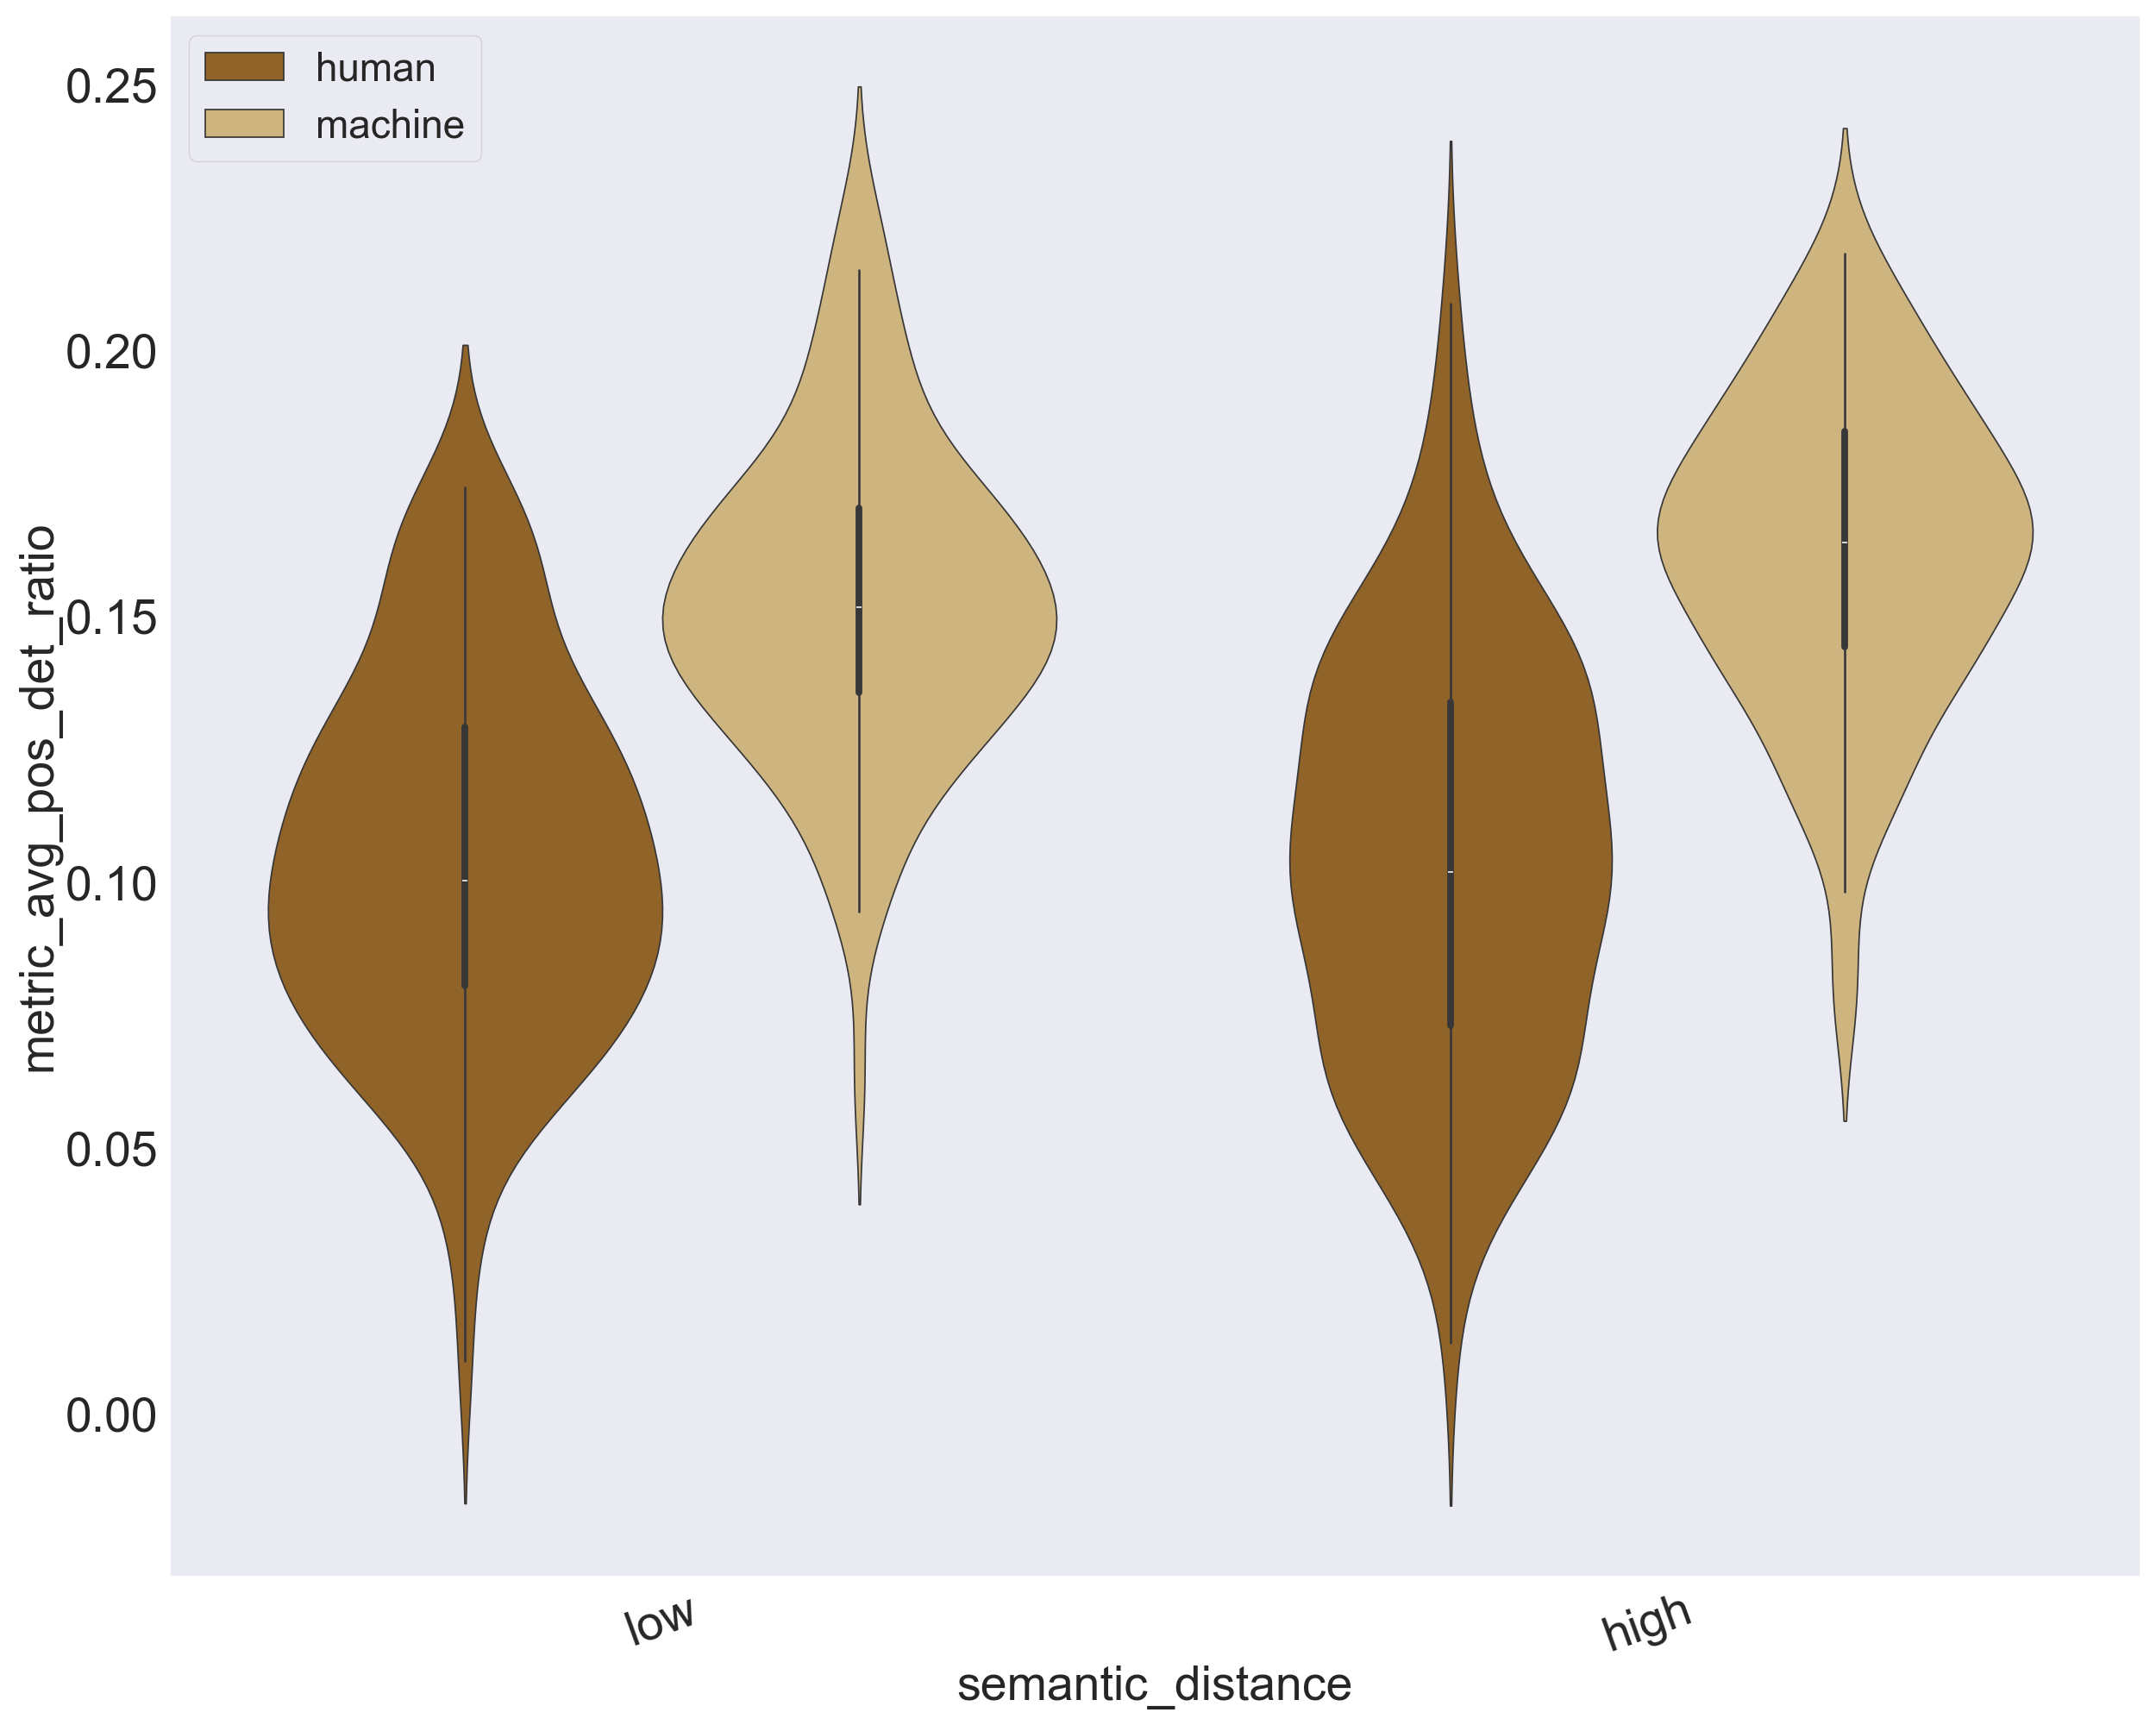 human
machine
0.25
0.20
0.15
0.10
0.05
0.00
metric_avg_pos_det_ratio
low
high
semantic_distance